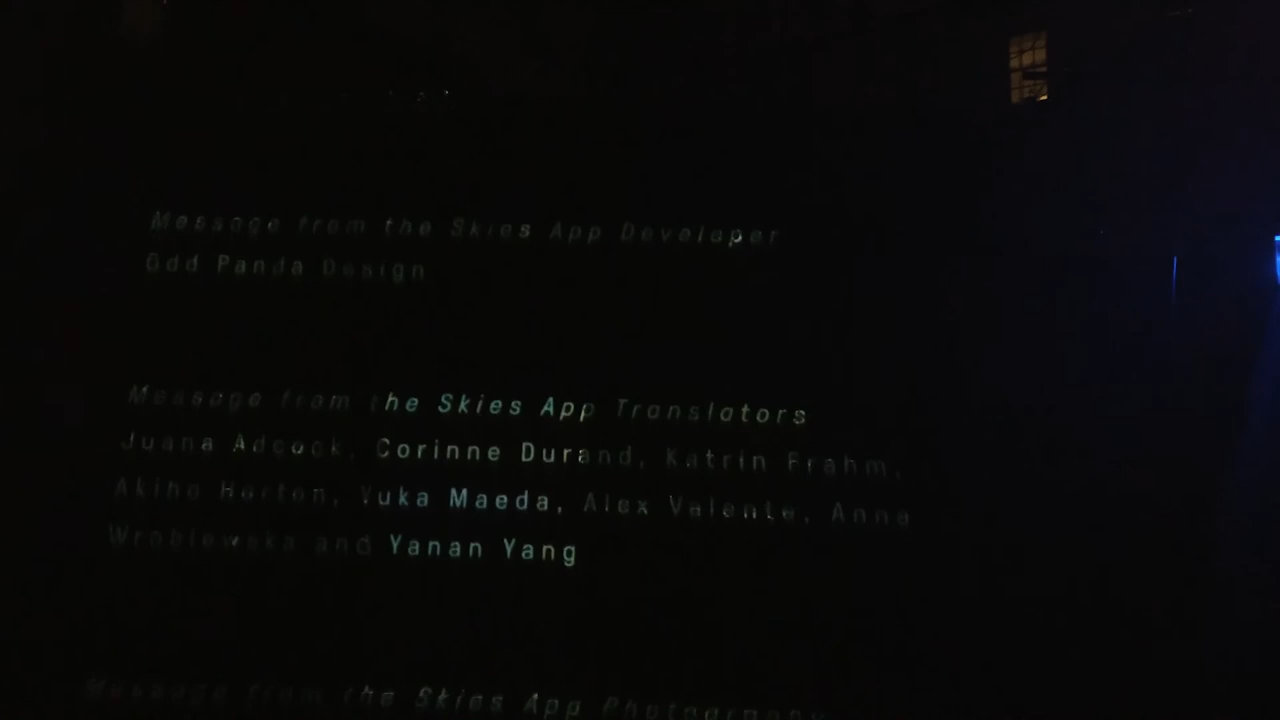 Message from the Skies App Developer
Odd Panda Design
Message from the Skies App Translators
Juana Adcock, Corinne Durand, Katrin Frahm,
Akiho Horton, Yuka Maeda, Alex Valente, Anna
Wroblewska and Yanan Yang
Message from the Skies App Photography